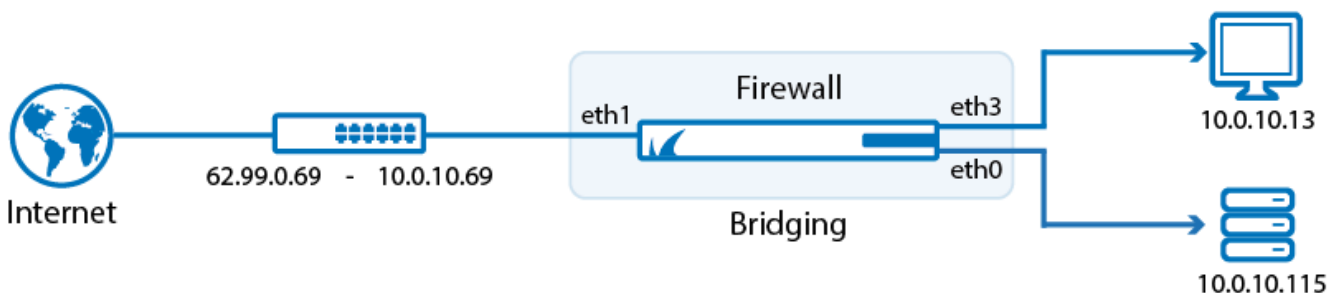 Internet
62.99.0.69 - 10.0.10.69
eth1
Firewall
eth3
eth0
Bridging
10.0.10.13
10.0.10.115